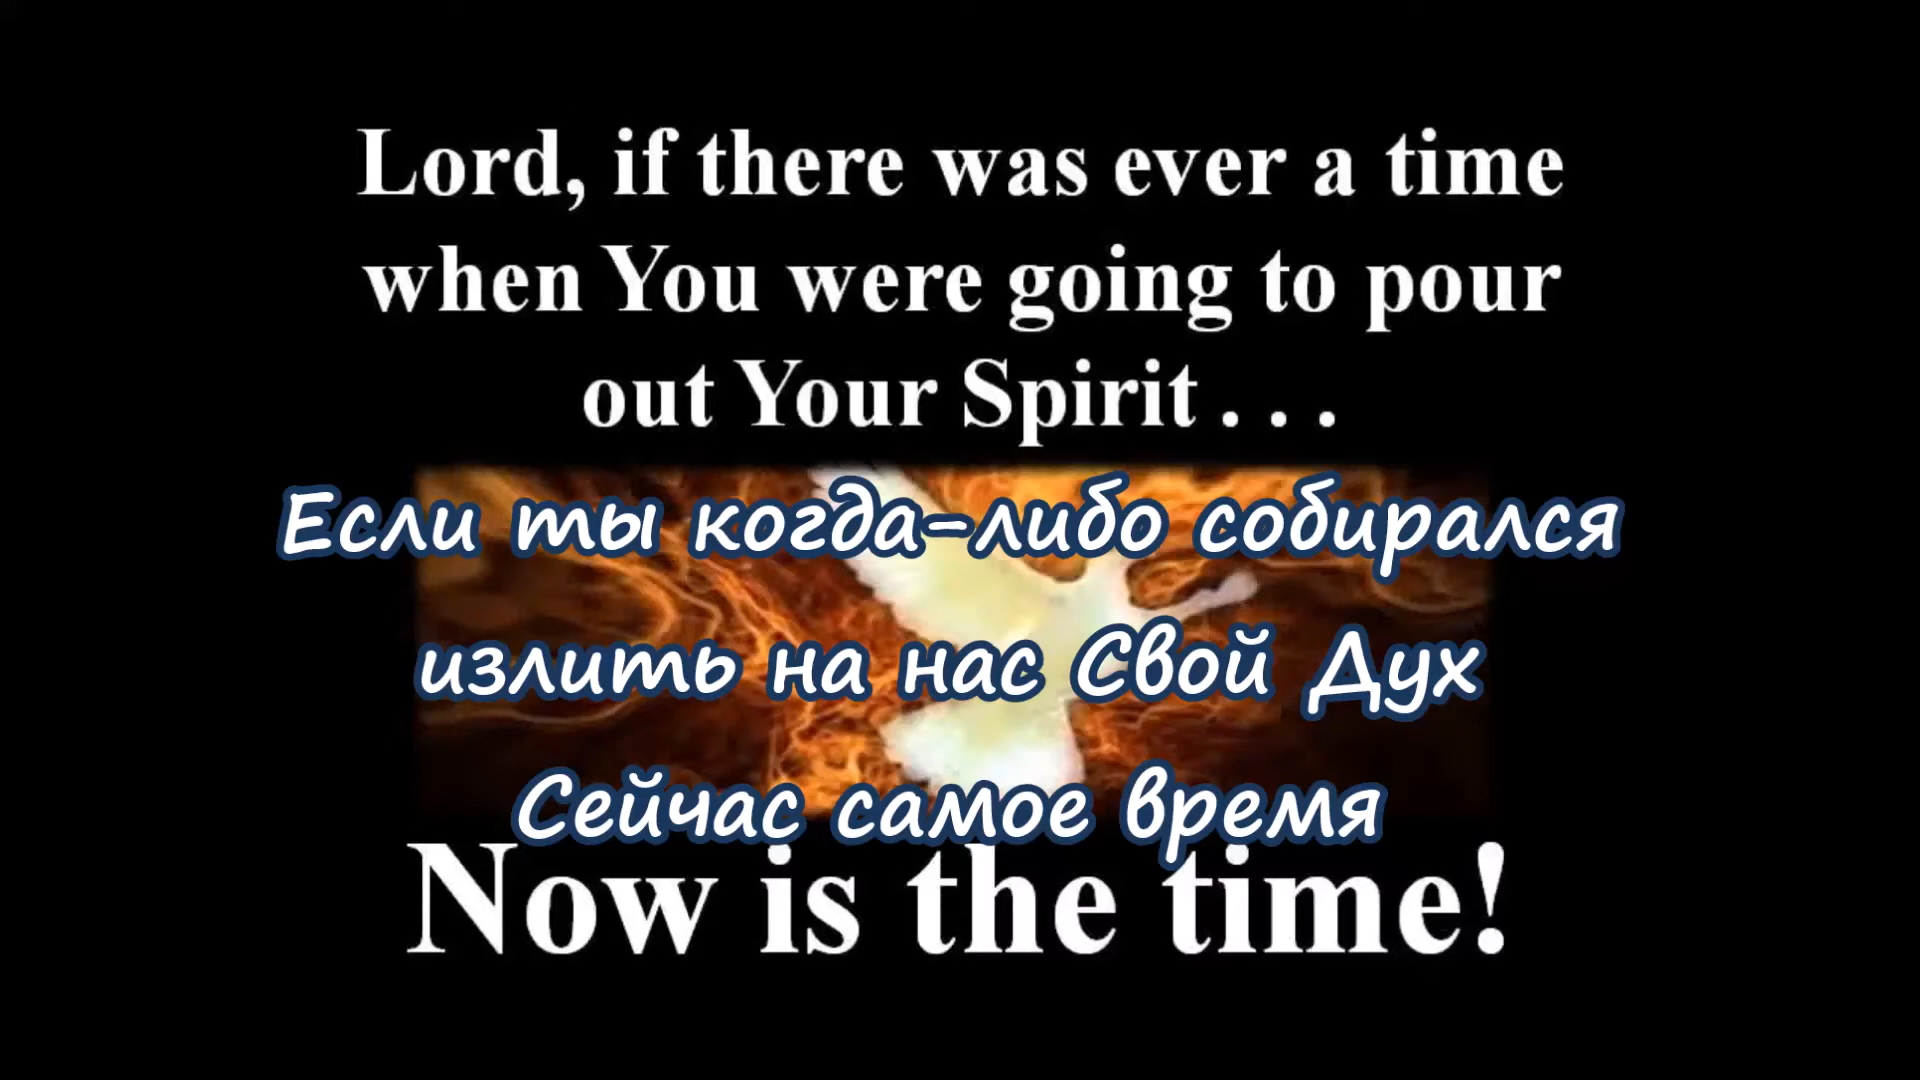 Lord, if there was ever a time
when You were going to pour
out Your Spirit . . .
Если ты когда-либо собирался
излить на нас Свой Дух
Сейчас самое время
Now is the time!